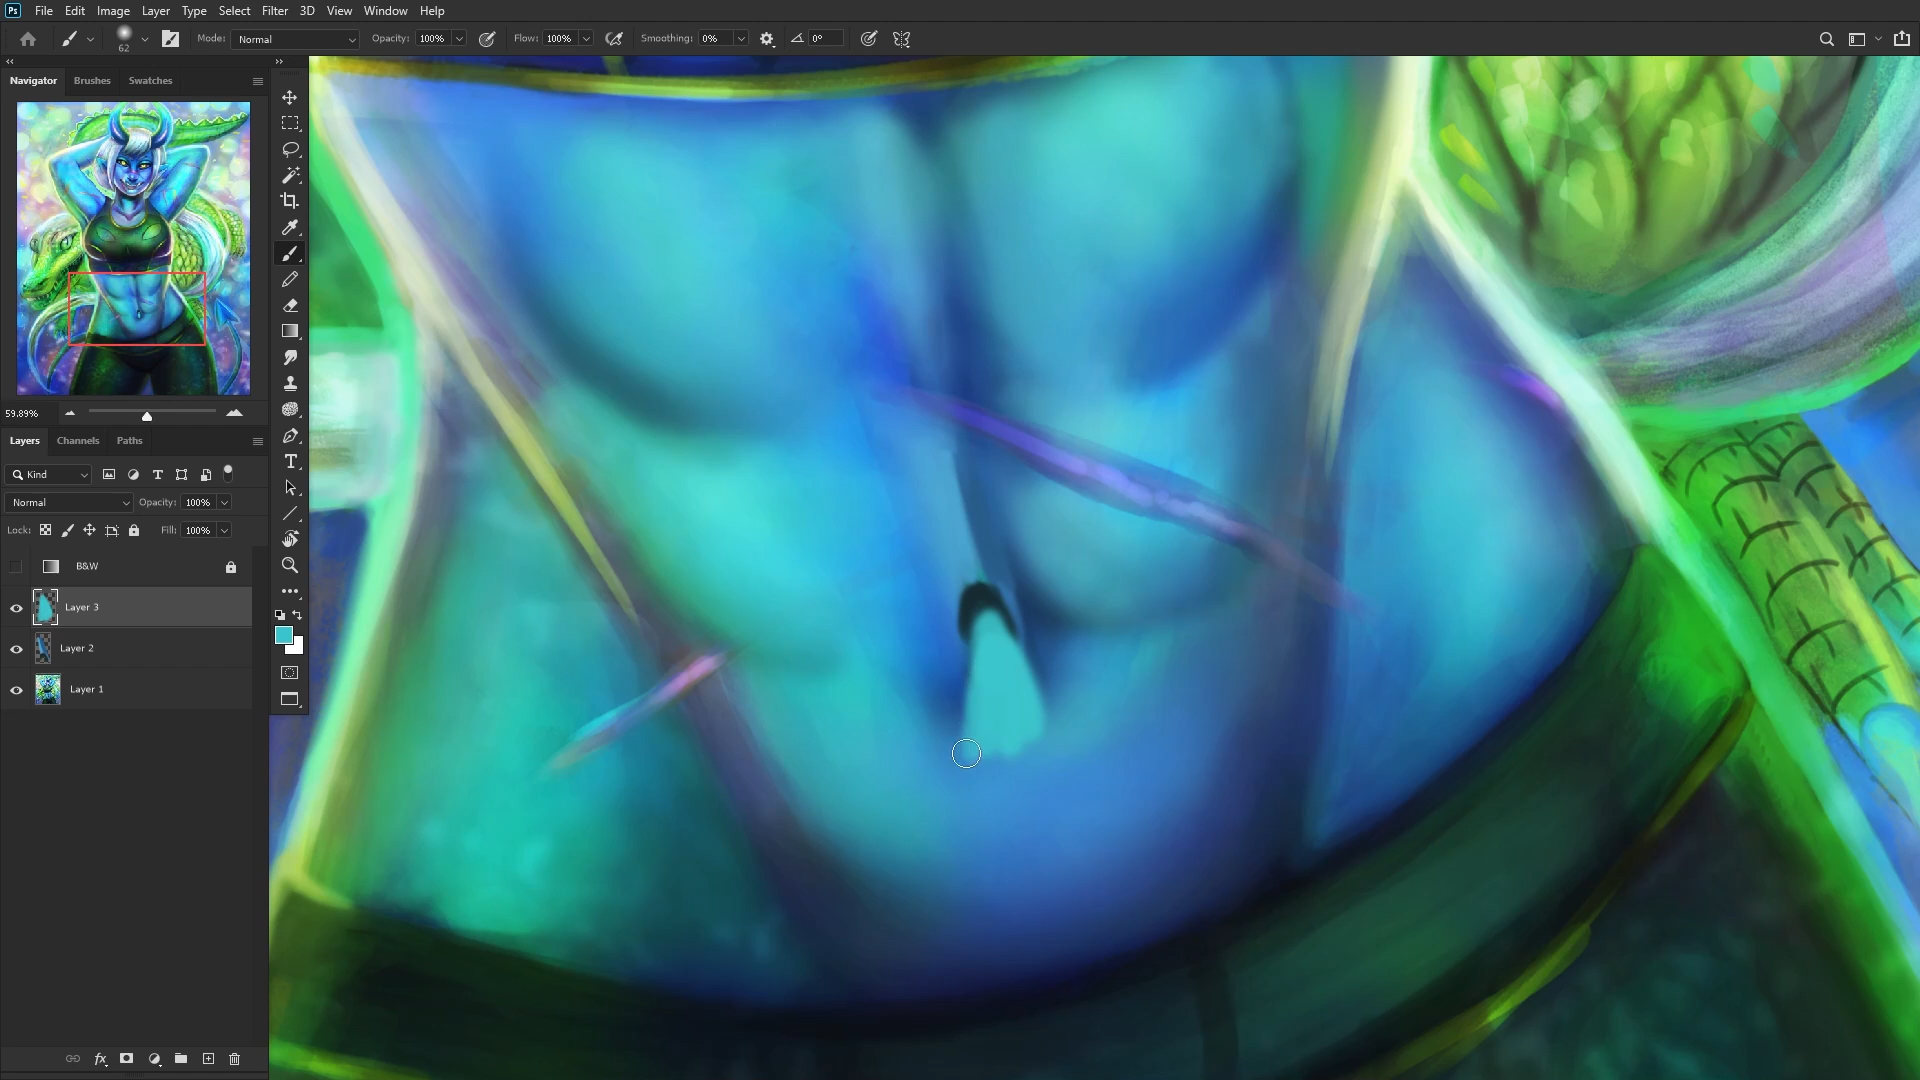 Ps File Edit Image Layer Type Select Filter 3D View Window Help
62 Mode: Normal Opacity: 100% Flow: 100% Smoothing: 0% 0°
Navigator Brushes Swatches
59.89%
Layers Channels Paths
Kind
Normal Opacity: 100%
Lock: Fill: 100%
B&W
Layer 3
Layer 2
Layer 1